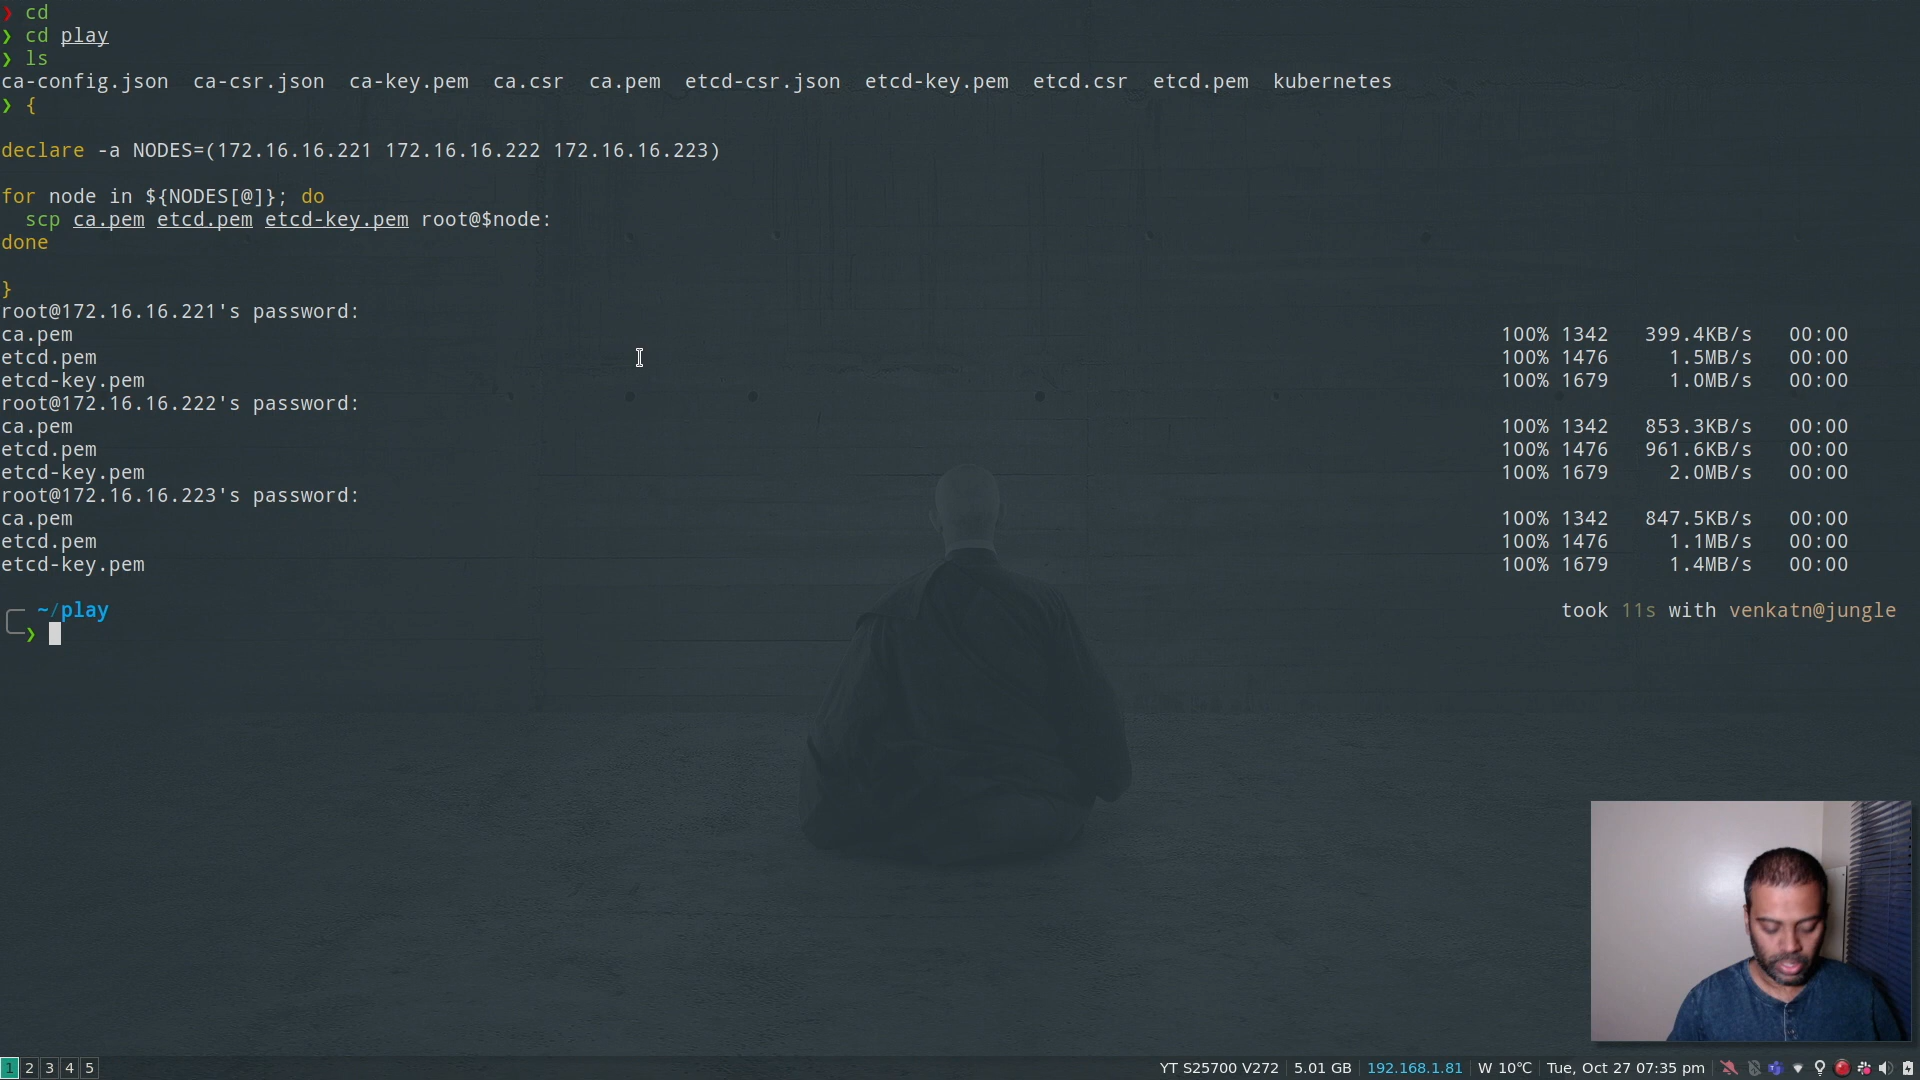 ❯ cd
❯ cd play
❯ ls
ca-config.json  ca-csr.json  ca-key.pem  ca.csr  ca.pem  etcd-csr.json  etcd-key.pem  etcd.csr  etcd.pem  kubernetes
❯ {
declare -a NODES=(172.16.16.221 172.16.16.222 172.16.16.223)
for node in ${NODES[@]}; do
  scp ca.pem etcd.pem etcd-key.pem root@$node:
done
}
root@172.16.16.221's password:
ca.pem 100% 1342 399.4KB/s 00:00
etcd.pem 100% 1476 1.5MB/s 00:00
etcd-key.pem 100% 1679 1.0MB/s 00:00
root@172.16.16.222's password:
ca.pem 100% 1342 853.3KB/s 00:00
etcd.pem 100% 1476 961.6KB/s 00:00
etcd-key.pem 100% 1679 2.0MB/s 00:00
root@172.16.16.223's password:
ca.pem 100% 1342 847.5KB/s 00:00
etcd.pem 100% 1476 1.1MB/s 00:00
etcd-key.pem 100% 1679 1.4MB/s 00:00
~/play took 11s with venkatn@jungle
❯
1 2 3 4 5 YT S25700 V272 5.01 GB 192.168.1.81 W 10℃ Tue, Oct 27 07:35 pm